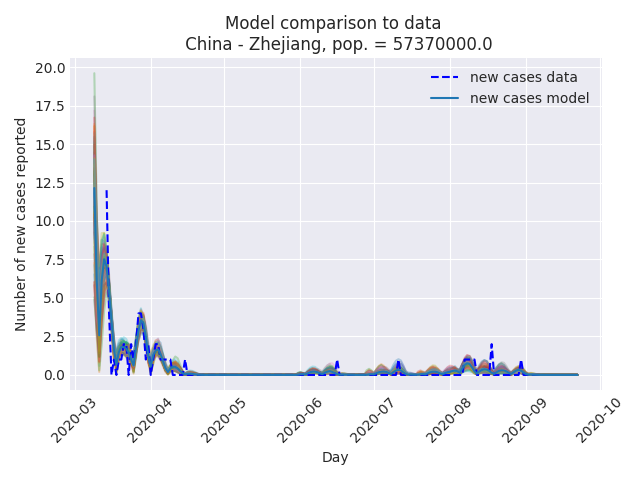 Model comparison to data
China - Zhejiang, pop. = 57370000.0
new cases data
new cases model
Number of new cases reported
20.0
17.5
15.0
12.5
10.0
7.5
5.0
2.5
0.0
2020-03
2020-04
2020-05
2020-06
2020-07
2020-08
2020-09
2020-10
Day